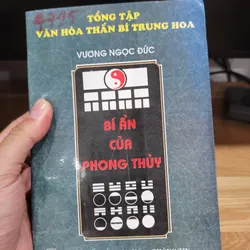 TỔNG TẬP
VĂN HÓA THẦN BÍ TRUNG HOA
VƯƠNG NGỌC ĐỨC
BÍ ẨN
CỦA
PHONG THỦY